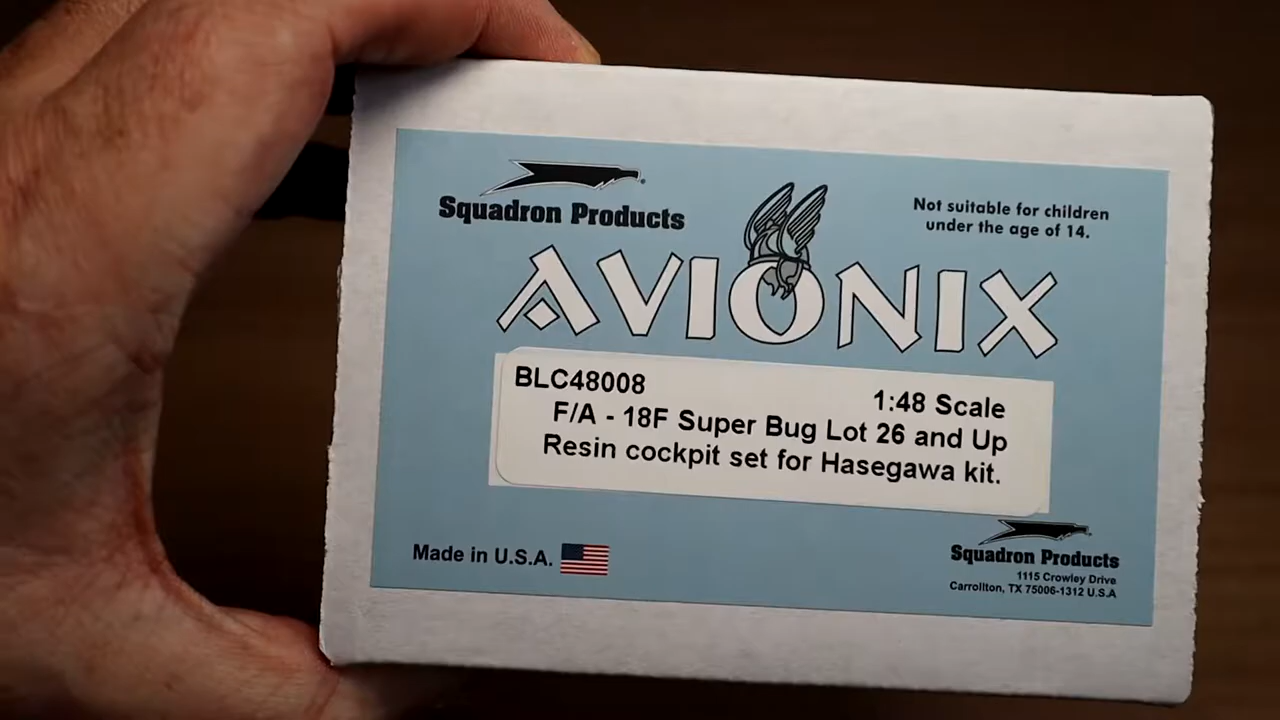 Squadron Products
Not suitable for children
under the age of 14.
AVIONIX
BLC48008
1:48 Scale
F/A - 18F Super Bug Lot 26 and Up
Resin cockpit set for Hasegawa kit.
Made in U.S.A.
Squadron Products
1115 Crowley Drive
Carrollton, TX 75006-1312 U.S.A